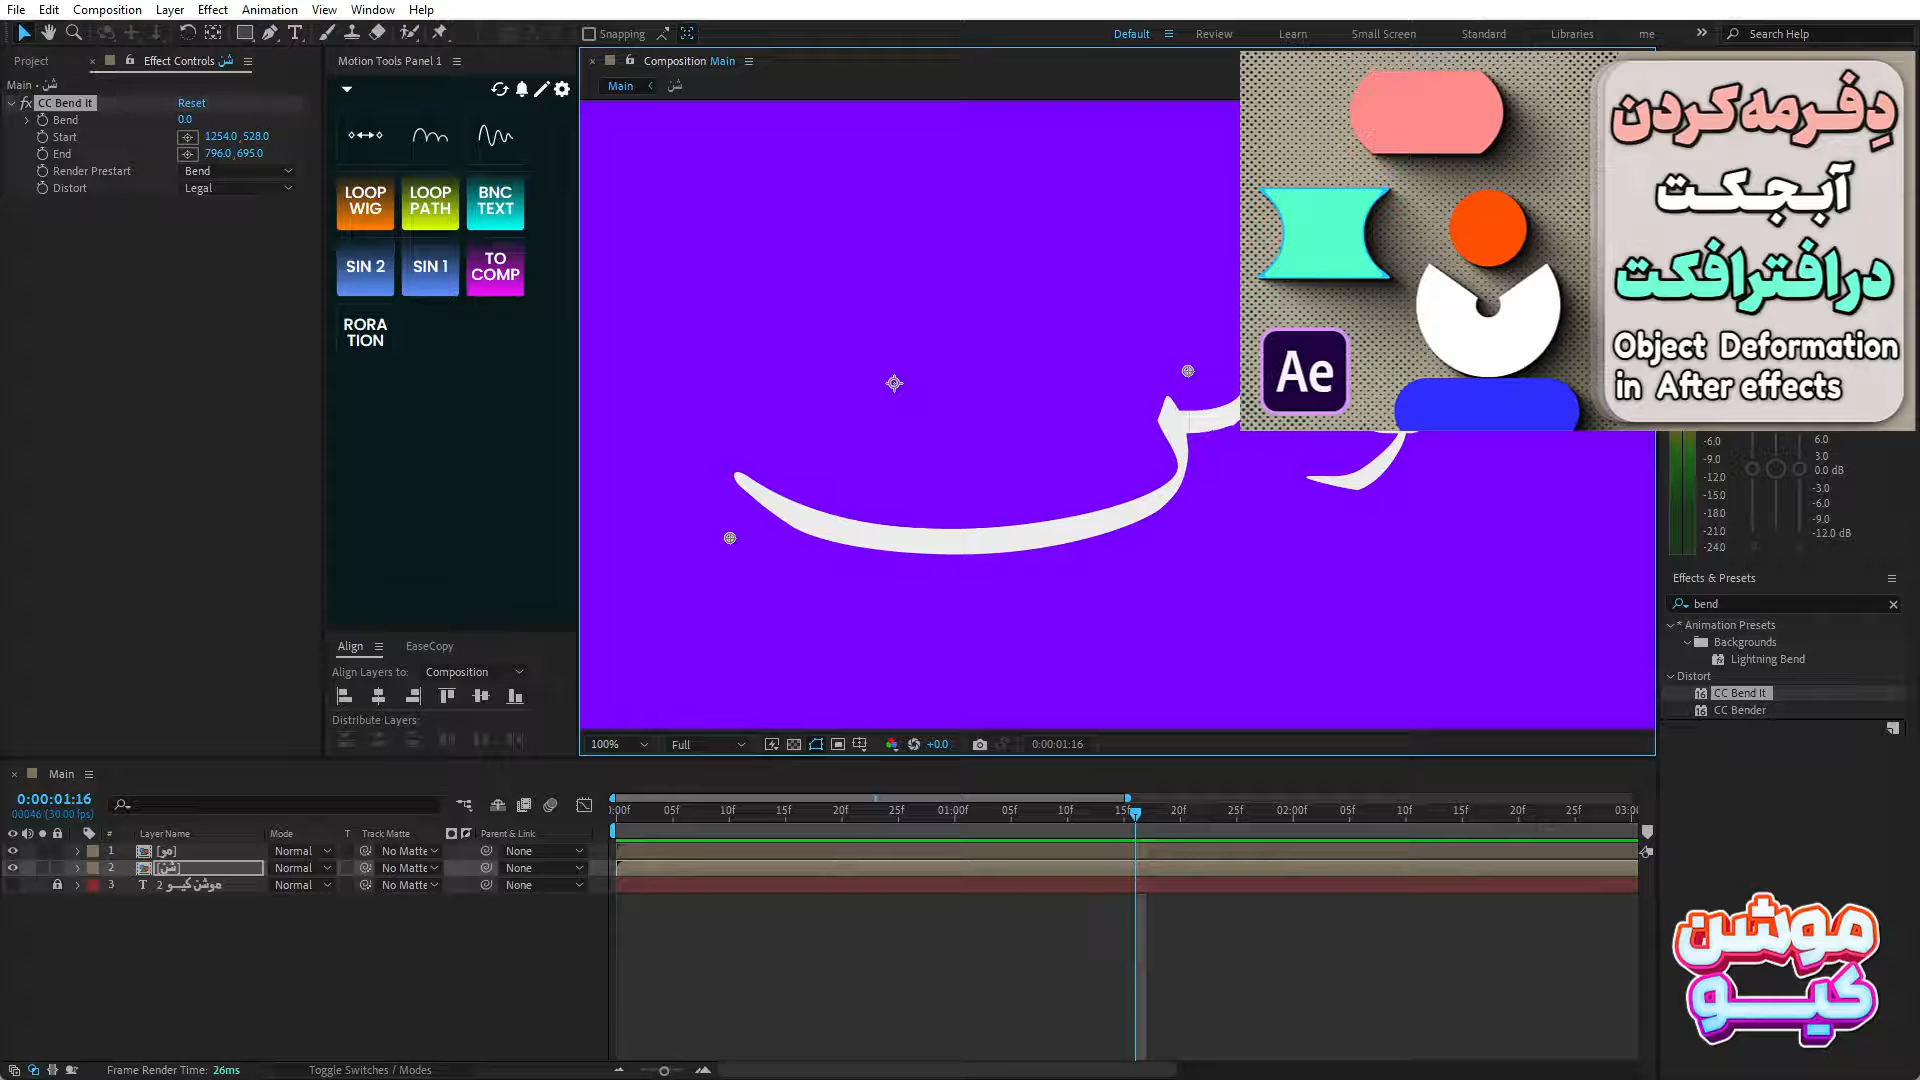 File Edit Composition Layer Effect Animation View Window Help
Snapping
Default Review Learn Small Screen Standard Libraries me Search Help
Project Effect Controls شن
Main • شن
fx CC Bend It Reset
Bend 0.0
Start 1254.0,528.0
End 796.0,695.0
Render Prestart Bend
Distort Legal
Motion Tools Panel 1
LOOP WIG LOOP PATH BNC TEXT
SIN 2 SIN 1 TO COMP
RORATION
Align EaseCopy
Align Layers to: Composition
Distribute Layers:
Composition Main
Main شن
دِفرمه‌کردن
آبجکت
درافترافکت
Object Deformation
in After effects
Ae
-6.0
-9.0
-12.0
-15.0
-18.0
-21.0
-24.0
6.0
3.0
0.0 dB
-3.0
-6.0
-9.0
-12.0 dB
Effects & Presets
bend
* Animation Presets
Backgrounds
Lightning Bend
Distort
CC Bend It
CC Bender
100% Full +0.0 0:00:01:16
Main
0:00:01:16
00046 (30.00 fps)
:00f 05f 10f 15f 20f 25f 01:00f 05f 10f 15f 20f 25f 02:00f 05f 10f 15f 20f 25f 03:00
# Layer Name Mode T Track Matte Parent & Link
1 [مو] Normal No Matte None
2 [شن] Normal No Matte None
3 T موشن کیو 2 Normal No Matte None
موشن
کیو
Frame Render Time: 26ms Toggle Switches / Modes